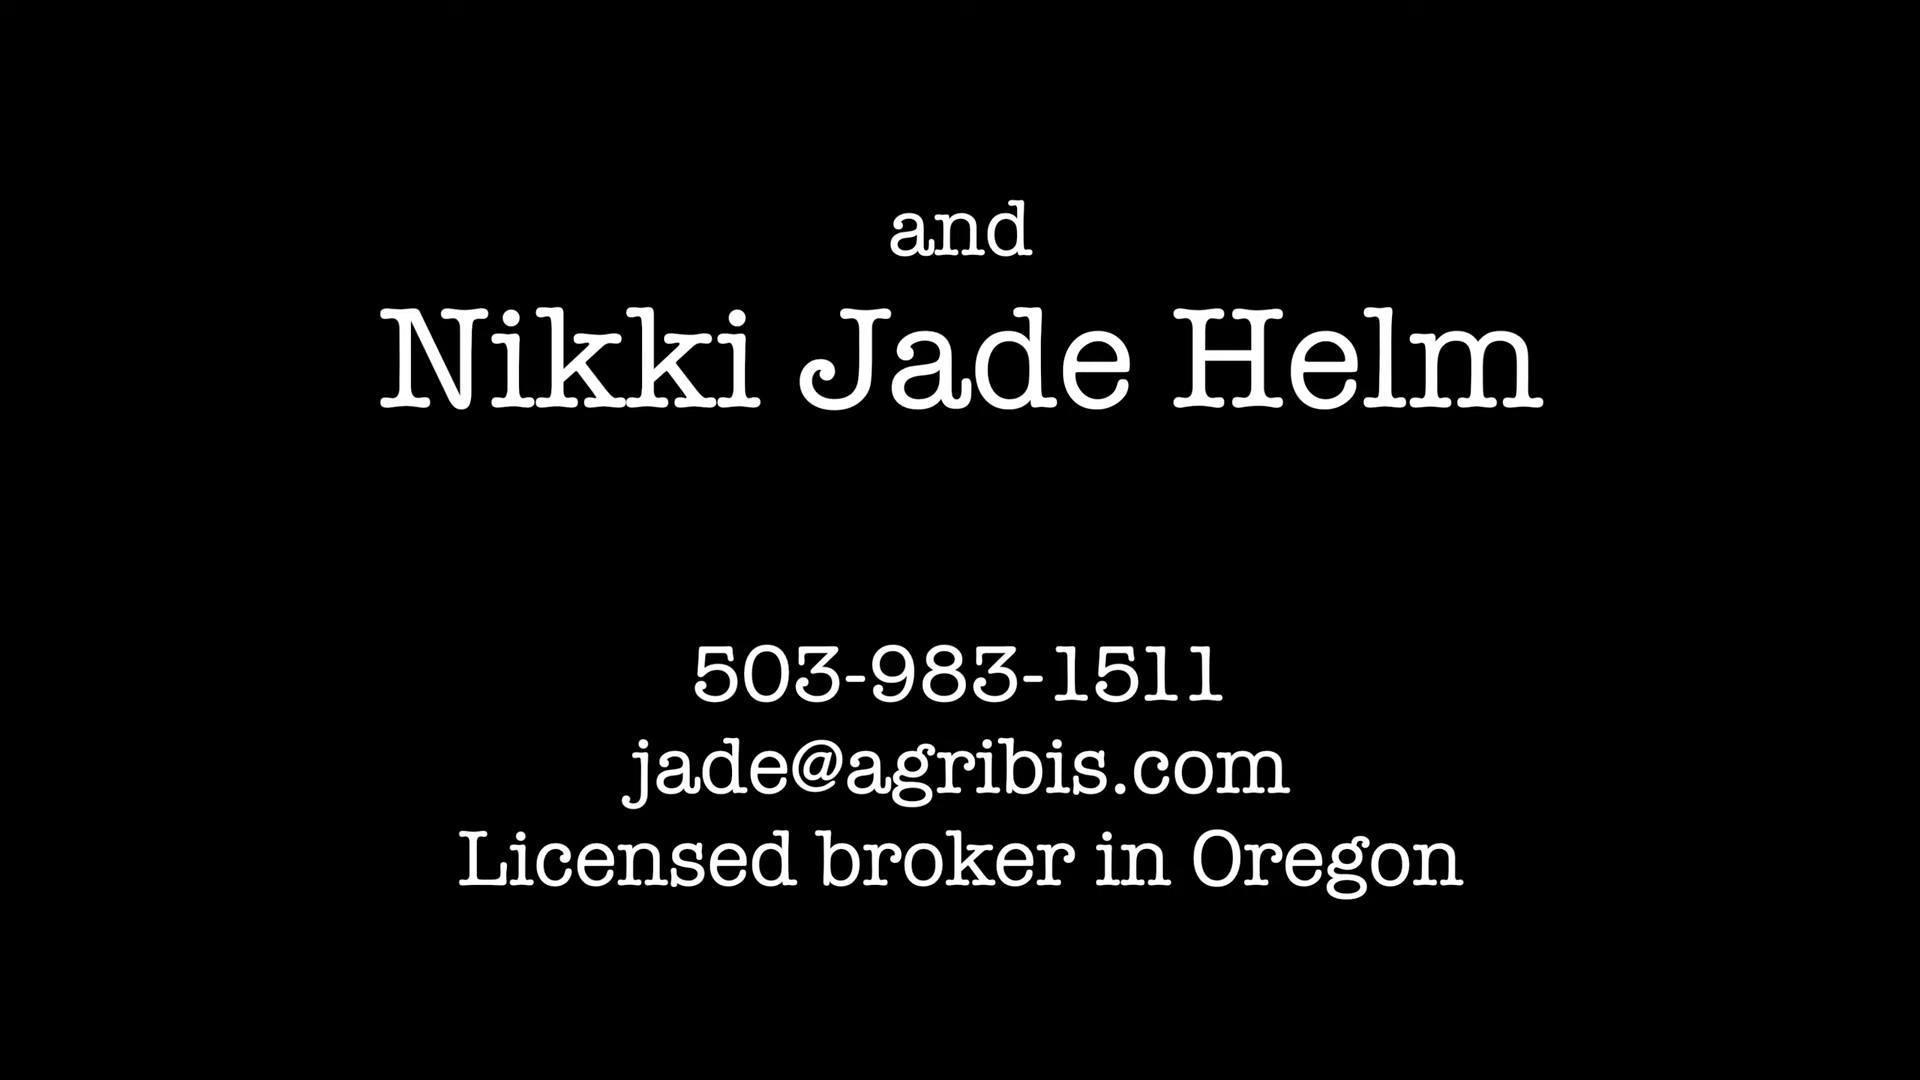 and
Nikki Jade Helm
503-983-1511
jade@agribis.com
Licensed broker in Oregon